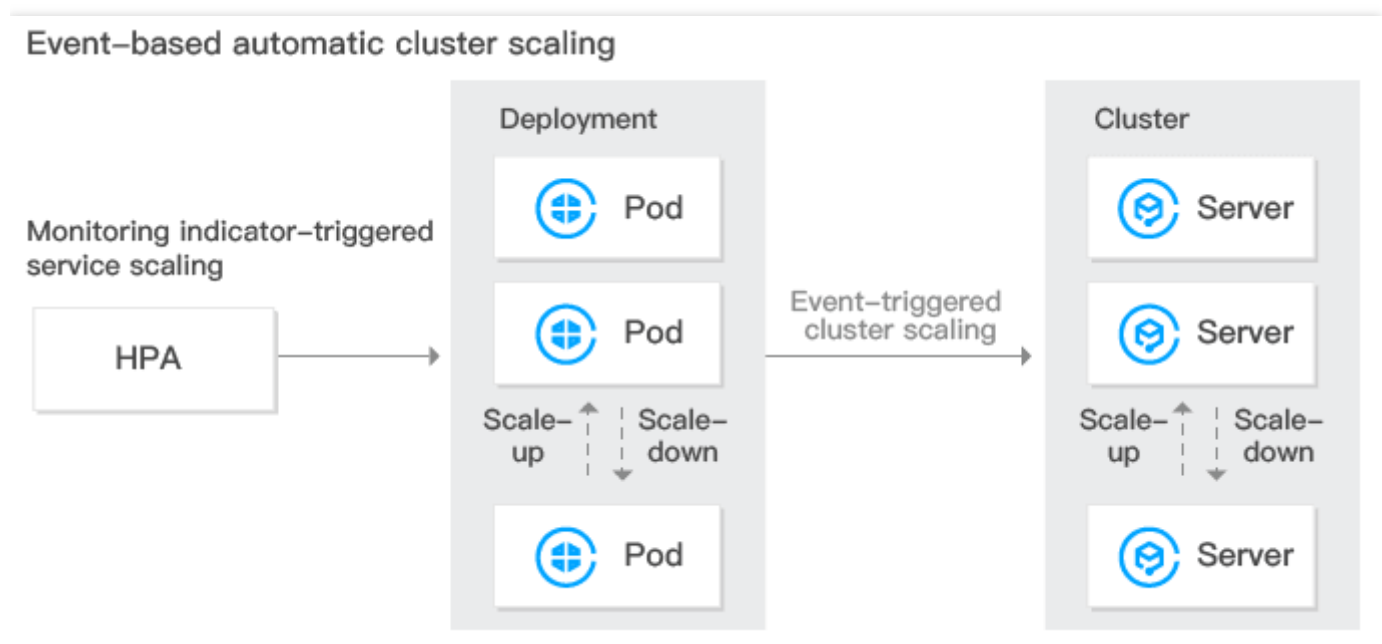 Event–based automatic cluster scaling
Monitoring indicator–triggered
service scaling
HPA
Deployment
Pod
Pod
Scale–
up
Scale–
down
Pod
Event–triggered
cluster scaling
Cluster
Server
Server
Scale–
up
Scale–
down
Server